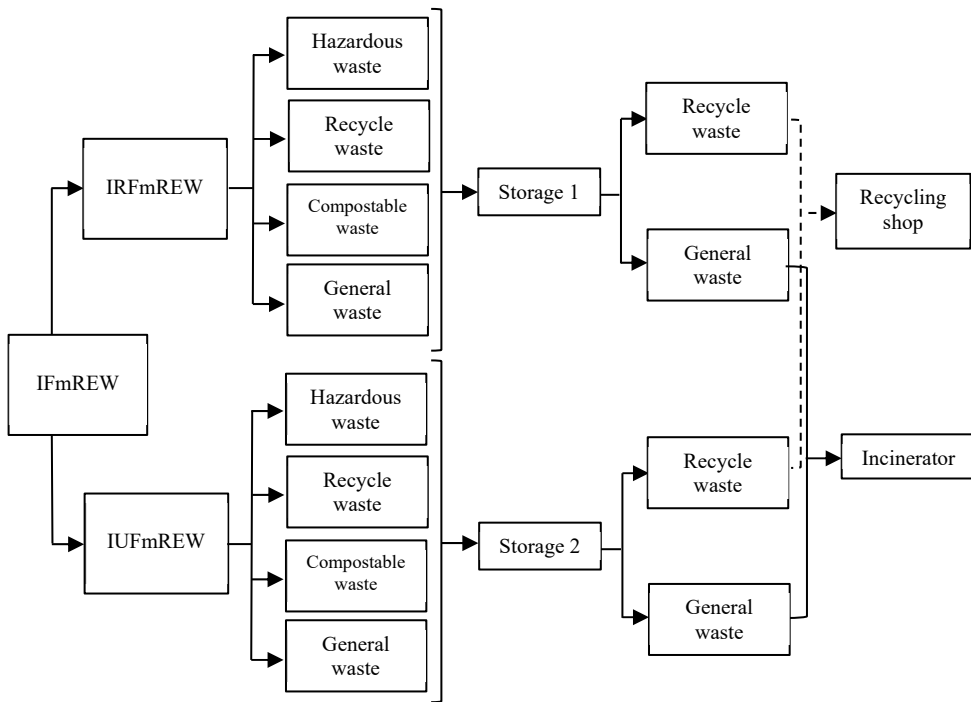 IFmREW
IRFmREW
Hazardous
waste
Recycle
waste
Compostable
waste
General
waste
Storage 1
Recycle
waste
General
waste
Recycling
shop
IUFmREW
Hazardous
waste
Recycle
waste
Compostable
waste
General
waste
Storage 2
Recycle
waste
General
waste
Incinerator